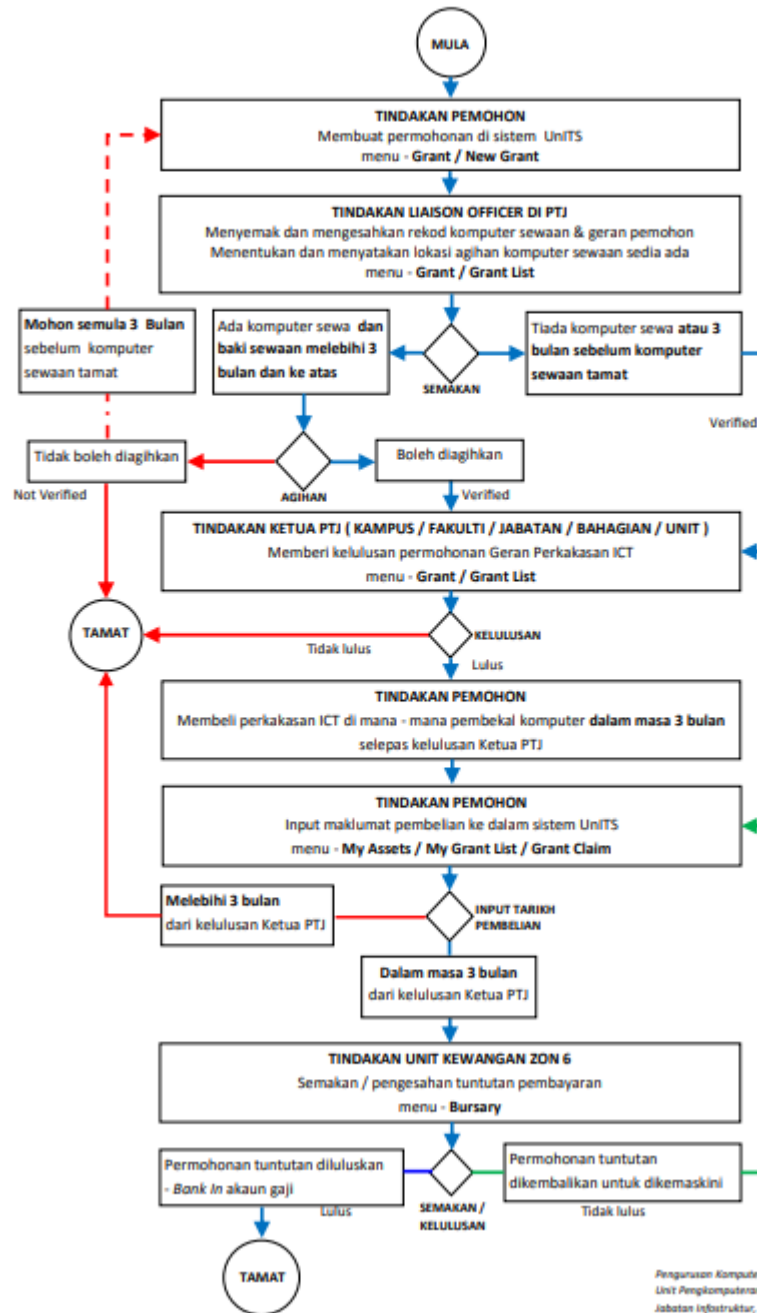 MULA
TINDAKAN PEMOHON
Membuat permohonan di sistem UnITS
menu - Grant / New Grant
TINDAKAN LIAISON OFFICER DI PTJ
Menyemak dan mengesahkan rekod komputer sewaan & geran pemohon
Menentukan dan menyatakan lokasi agihan komputer sewaan sedia ada
menu - Grant / Grant List
Mohon semula 3 Bulan
sebelum komputer
sewaan tamat
Ada komputer sewa dan
baki sewaan melebihi 3
bulan dan ke atas
SEMAKAN
Tiada komputer sewa atau 3
bulan sebelum komputer
sewaan tamat
Verified
Tidak boleh diagihkan
Not Verified
AGIHAN
Boleh diagihkan
Verified
TINDAKAN KETUA PTJ ( KAMPUS / FAKULTI / JABATAN / BAHAGIAN / UNIT )
Memberi kelulusan permohonan Geran Perkakasan ICT
menu - Grant / Grant List
TAMAT
Tidak lulus
KELULUSAN
Lulus
TINDAKAN PEMOHON
Membeli perkakasan ICT di mana - mana pembekal komputer dalam masa 3 bulan
selepas kelulusan Ketua PTJ
TINDAKAN PEMOHON
Input maklumat pembelian ke dalam sistem UnITS
menu - My Assets / My Grant List / Grant Claim
Melebihi 3 bulan
dari kelulusan Ketua PTJ
INPUT TARIKH
PEMBELIAN
Dalam masa 3 bulan
dari kelulusan Ketua PTJ
TINDAKAN UNIT KEWANGAN ZON 6
Semakan / pengesahan tuntutan pembayaran
menu - Bursary
Permohonan tuntutan diluluskan
- Bank In akaun gaji
Lulus
SEMAKAN /
KELULUSAN
Permohonan tuntutan
dikembalikan untuk dikemaskini
Tidak lulus
TAMAT
Pengurusan Kompute
Unit Pengkomputeran
Jabatan Infostruktur,